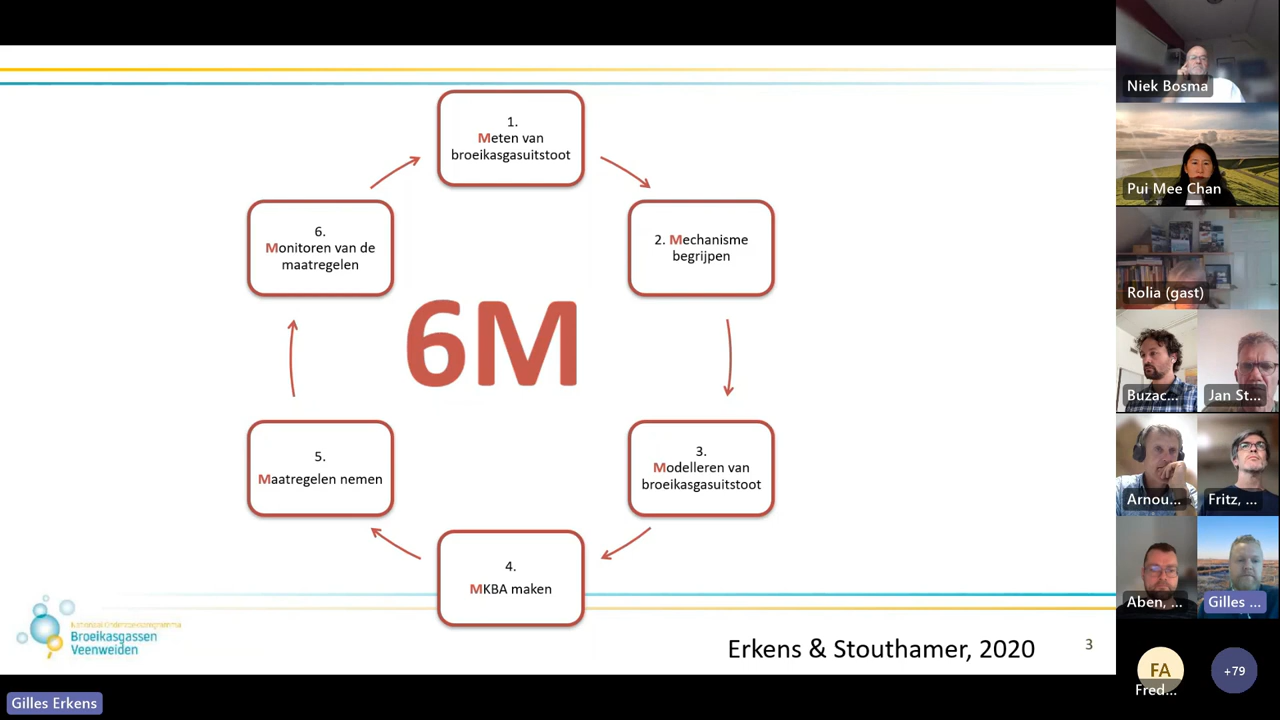 1.
Meten van
broeikasgasuitstoot
6.
Monitoren van de
maatregelen
2. Mechanisme
begrijpen
6M
5.
Maatregelen nemen
3.
Modelleren van
broeikasgasuitstoot
4.
MKBA maken
Nationaal Onderzoeksprogramma
Broeikasgassen
Veenweiden
Erkens & Stouthamer, 2020
3
Gilles Erkens
Niek Bosma
Pui Mee Chan
Rolia (gast)
Buzac...
Jan St...
Arnou...
Fritz, ...
Aben, ...
Gilles ...
FA
Fred...
+79